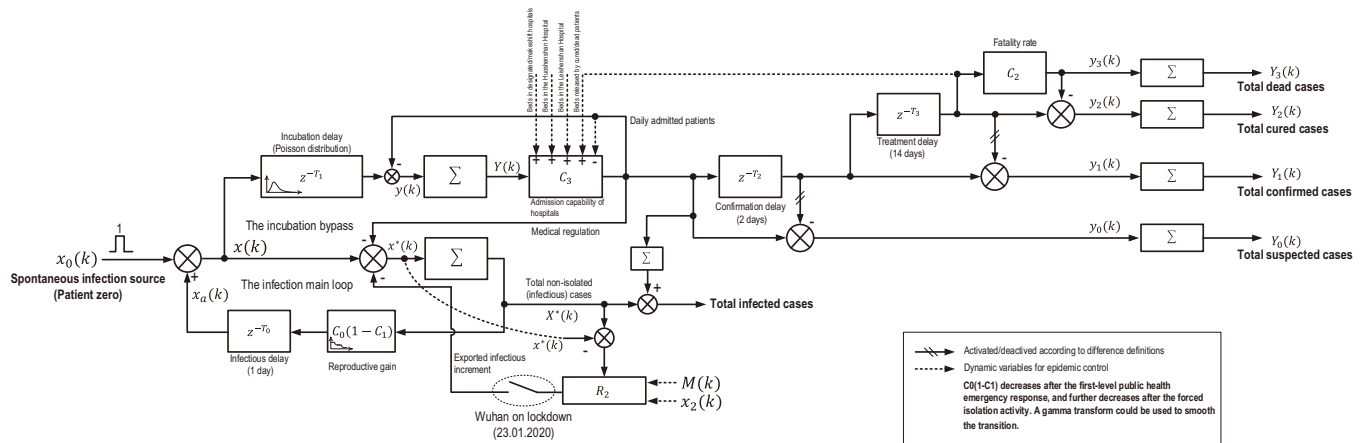 Beds in designated/makeshift hospitals
Beds in the Huoshenshan Hospital
Beds in the Leishenshan Hospital
Beds released by cured/dead patients
Fatality rate
C₂
y₃(k)
Σ
Y₃(k)
Total dead cases
-
y₂(k)
Σ
Y₂(k)
Total cured cases
z^{-T₃}
Treatment delay
(14 days)
Daily admitted patients
Incubation delay
(Poisson distribution)
z^{-T₁}
-
y(k)
Σ
Y(k)
+ + + + -
C₃
Admission capability of
hospitals
Medical regulation
z^{-T₂}
Confirmation delay
(2 days)
-
y₁(k)
Σ
Y₁(k)
Total confirmed cases
-
y₀(k)
Σ
Y₀(k)
Total suspected cases
1
x₀(k)
Spontaneous infection source
(Patient zero)
+
xₐ(k)
x(k)
The incubation bypass
The infection main loop
-
-
x*(k)
Σ
Total non-isolated
(infectious) cases
X*(k)
Σ
+
Total infected cases
z^{-T₀}
Infectious delay
(1 day)
C₀(1 − C₁)
Reproductive gain
x*(k)
-
Exported infectious
increment
R₂
M(k)
x₂(k)
Wuhan on lockdown
(23.01.2020)
Activated/deactived according to difference definitions
Dynamic variables for epidemic control
C0(1-C1) decreases after the first-level public health
emergency response, and further decreases after the forced
isolation activity. A gamma transform could be used to smooth
the transition.